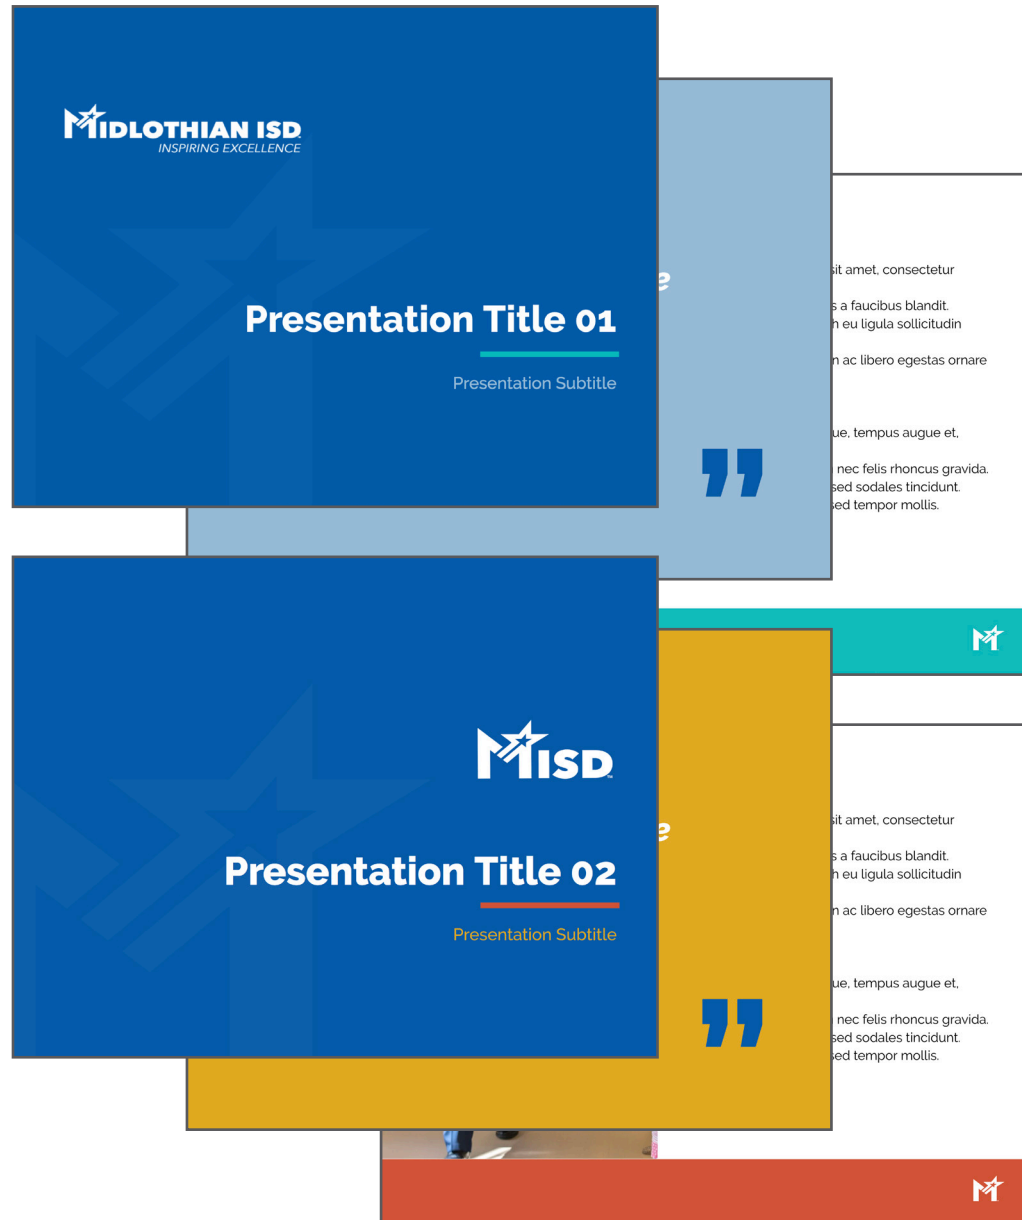 MIDLOTHIAN ISD
INSPIRING EXCELLENCE
Presentation Title 01
Presentation Subtitle
e
”
sit amet, consectetur
s a faucibus blandit.
h eu ligula sollicitudin
n ac libero egestas ornare
ue, tempus augue et,
nec felis rhoncus gravida.
sed sodales tincidunt.
sed tempor mollis.
M
MISD
Presentation Title 02
Presentation Subtitle
e
”
sit amet, consectetur
s a faucibus blandit.
h eu ligula sollicitudin
n ac libero egestas ornare
ue, tempus augue et,
nec felis rhoncus gravida.
sed sodales tincidunt.
sed tempor mollis.
M